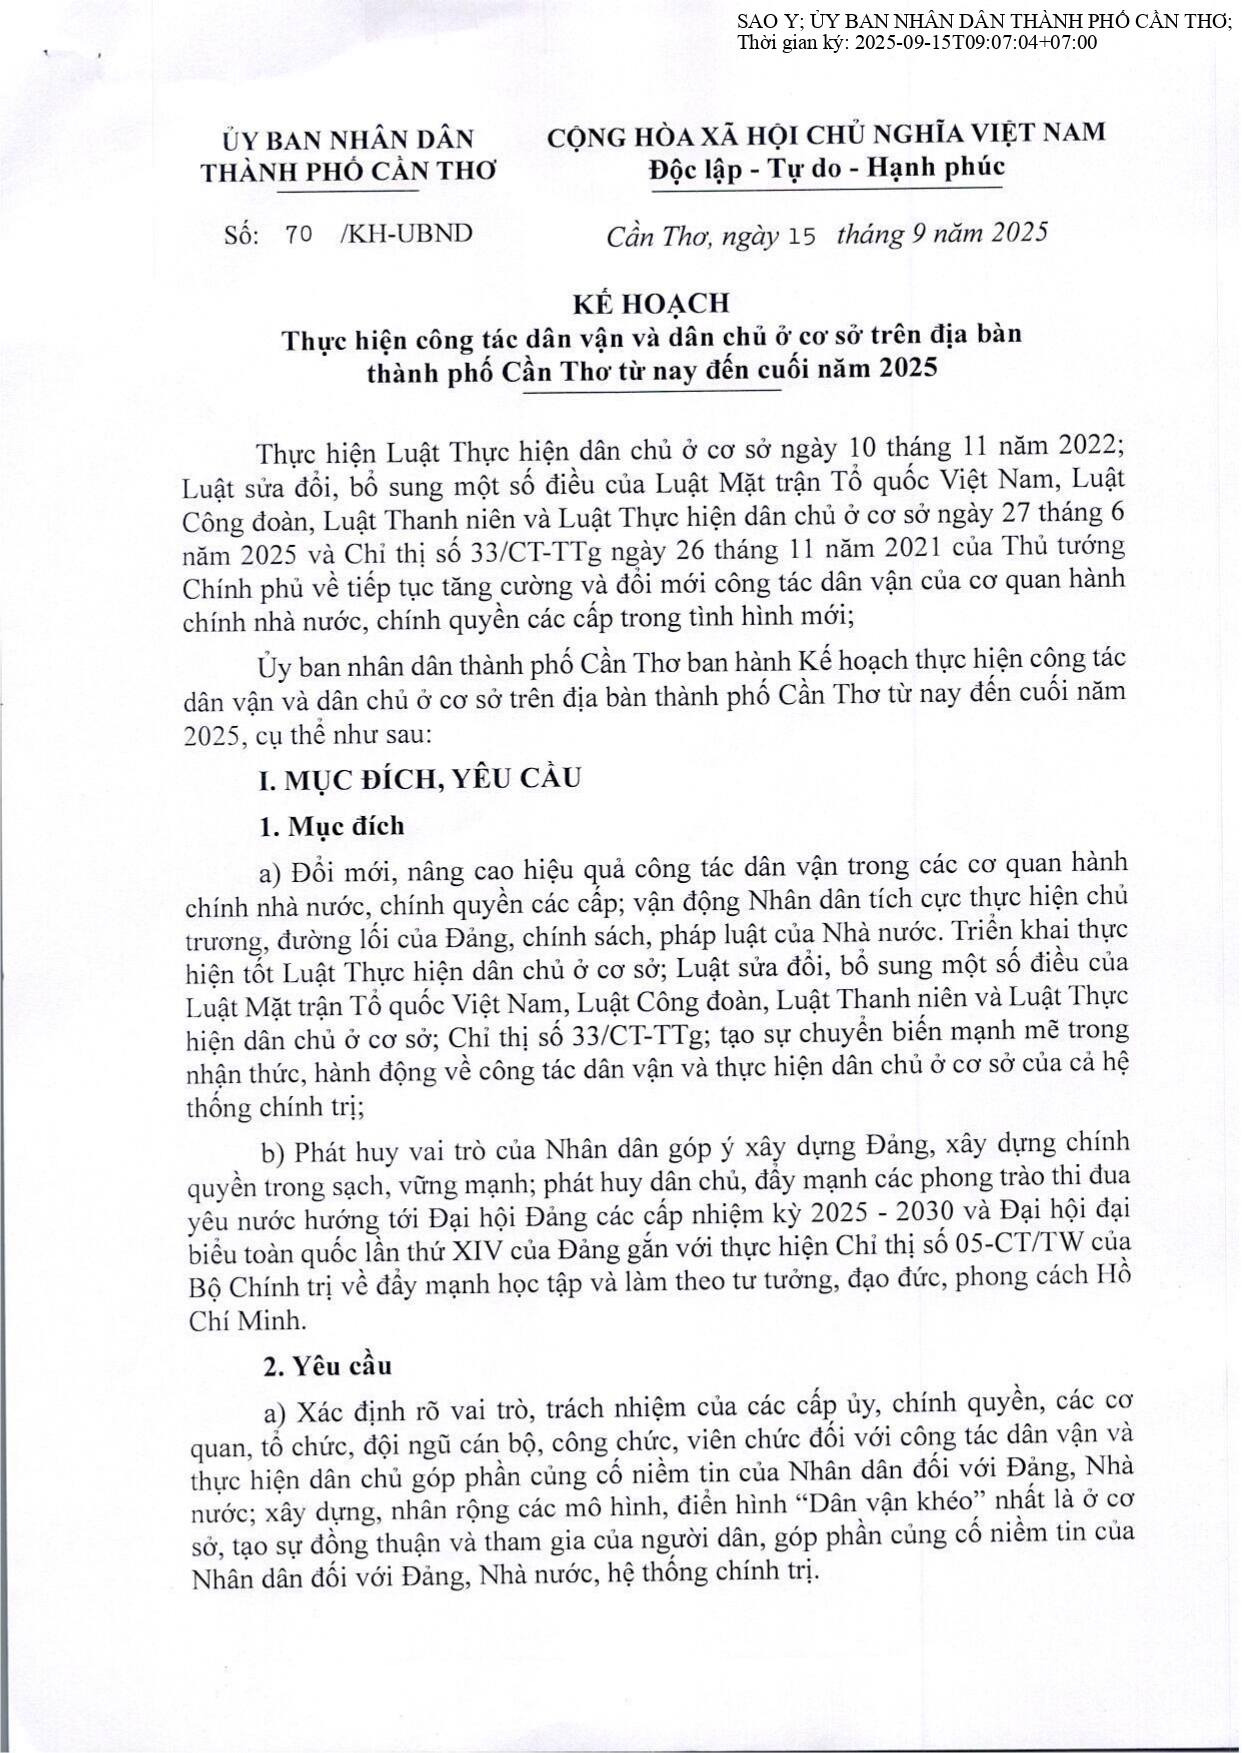 SAO Y; ỦY BAN NHÂN DÂN THÀNH PHỐ CẦN THƠ;
Thời gian ký: 2025-09-15T09:07:04+07:00
ỦY BAN NHÂN DÂN
THÀNH PHỐ CẦN THƠ
CỘNG HÒA XÃ HỘI CHỦ NGHĨA VIỆT NAM
Độc lập - Tự do - Hạnh phúc
Số: 70 /KH-UBND
Cần Thơ, ngày 15 tháng 9 năm 2025
KẾ HOẠCH
Thực hiện công tác dân vận và dân chủ ở cơ sở trên địa bàn
thành phố Cần Thơ từ nay đến cuối năm 2025
Thực hiện Luật Thực hiện dân chủ ở cơ sở ngày 10 tháng 11 năm 2022;
Luật sửa đổi, bổ sung một số điều của Luật Mặt trận Tổ quốc Việt Nam, Luật
Công đoàn, Luật Thanh niên và Luật Thực hiện dân chủ ở cơ sở ngày 27 tháng 6
năm 2025 và Chỉ thị số 33/CT-TTg ngày 26 tháng 11 năm 2021 của Thủ tướng
Chính phủ về tiếp tục tăng cường và đổi mới công tác dân vận của cơ quan hành
chính nhà nước, chính quyền các cấp trong tình hình mới;
Ủy ban nhân dân thành phố Cần Thơ ban hành Kế hoạch thực hiện công tác
dân vận và dân chủ ở cơ sở trên địa bàn thành phố Cần Thơ từ nay đến cuối năm
2025, cụ thể như sau:
I. MỤC ĐÍCH, YÊU CẦU
1. Mục đích
a) Đổi mới, nâng cao hiệu quả công tác dân vận trong các cơ quan hành
chính nhà nước, chính quyền các cấp; vận động Nhân dân tích cực thực hiện chủ
trương, đường lối của Đảng, chính sách, pháp luật của Nhà nước. Triển khai thực
hiện tốt Luật Thực hiện dân chủ ở cơ sở; Luật sửa đổi, bổ sung một số điều của
Luật Mặt trận Tổ quốc Việt Nam, Luật Công đoàn, Luật Thanh niên và Luật Thực
hiện dân chủ ở cơ sở; Chỉ thị số 33/CT-TTg; tạo sự chuyển biến mạnh mẽ trong
nhận thức, hành động về công tác dân vận và thực hiện dân chủ ở cơ sở của cả hệ
thống chính trị;
b) Phát huy vai trò của Nhân dân góp ý xây dựng Đảng, xây dựng chính
quyền trong sạch, vững mạnh; phát huy dân chủ, đẩy mạnh các phong trào thi đua
yêu nước hướng tới Đại hội Đảng các cấp nhiệm kỳ 2025 - 2030 và Đại hội đại
biểu toàn quốc lần thứ XIV của Đảng gắn với thực hiện Chỉ thị số 05-CT/TW của
Bộ Chính trị về đẩy mạnh học tập và làm theo tư tưởng, đạo đức, phong cách Hồ
Chí Minh.
2. Yêu cầu
a) Xác định rõ vai trò, trách nhiệm của các cấp ủy, chính quyền, các cơ
quan, tổ chức, đội ngũ cán bộ, công chức, viên chức đối với công tác dân vận và
thực hiện dân chủ góp phần củng cố niềm tin của Nhân dân đối với Đảng, Nhà
nước; xây dựng, nhân rộng các mô hình, điển hình “Dân vận khéo” nhất là ở cơ
sở, tạo sự đồng thuận và tham gia của người dân, góp phần củng cố niềm tin của
Nhân dân đối với Đảng, Nhà nước, hệ thống chính trị.